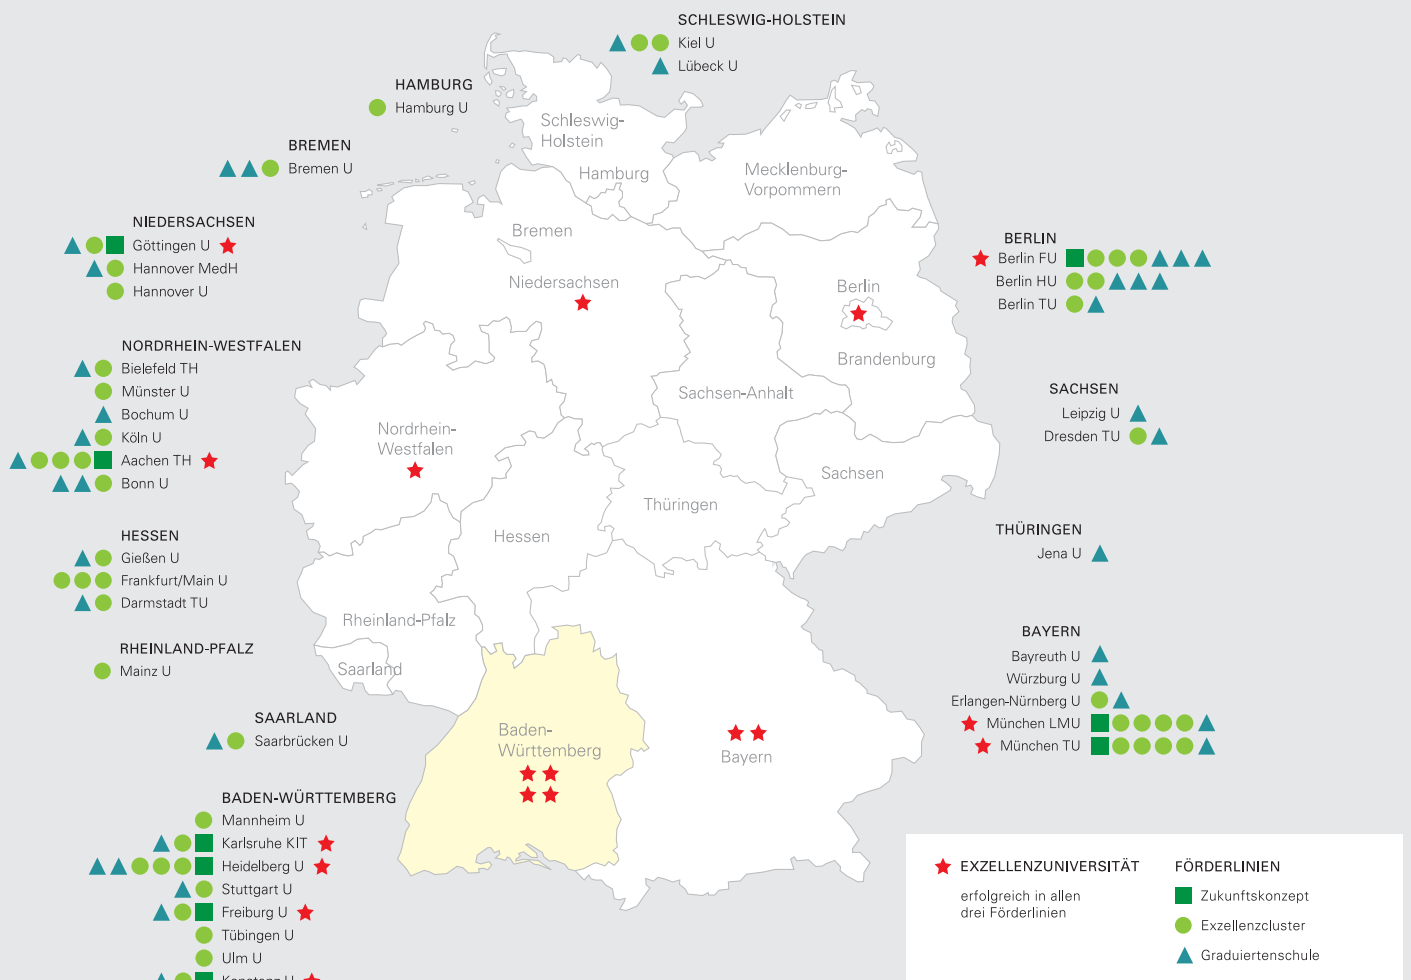 SCHLESWIG-HOLSTEIN
Kiel U
Lübeck U
HAMBURG
Hamburg U
BREMEN
Bremen U
NIEDERSACHSEN
Göttingen U
Hannover MedH
Hannover U
NORDRHEIN-WESTFALEN
Bielefeld TH
Münster U
Bochum U
Köln U
Aachen TH
Bonn U
HESSEN
Gießen U
Frankfurt/Main U
Darmstadt TU
RHEINLAND-PFALZ
Mainz U
SAARLAND
Saarbrücken U
BADEN-WÜRTTEMBERG
Mannheim U
Karlsruhe KIT
Heidelberg U
Stuttgart U
Freiburg U
Tübingen U
Ulm U
Konstanz U
Schleswig-
Holstein
Hamburg
Mecklenburg-
Vorpommern
Bremen
Niedersachsen
Berlin
Brandenburg
Sachsen-Anhalt
Nordrhein-
Westfalen
Sachsen
Thüringen
Hessen
Rheinland-Pfalz
Saarland
Baden-
Württemberg
Bayern
BERLIN
Berlin FU
Berlin HU
Berlin TU
SACHSEN
Leipzig U
Dresden TU
THÜRINGEN
Jena U
BAYERN
Bayreuth U
Würzburg U
Erlangen-Nürnberg U
München LMU
München TU
EXZELLENZUNIVERSITÄT
erfolgreich in allen
drei Förderlinien
FÖRDERLINIEN
Zukunftskonzept
Exzellenzcluster
Graduiertenschule